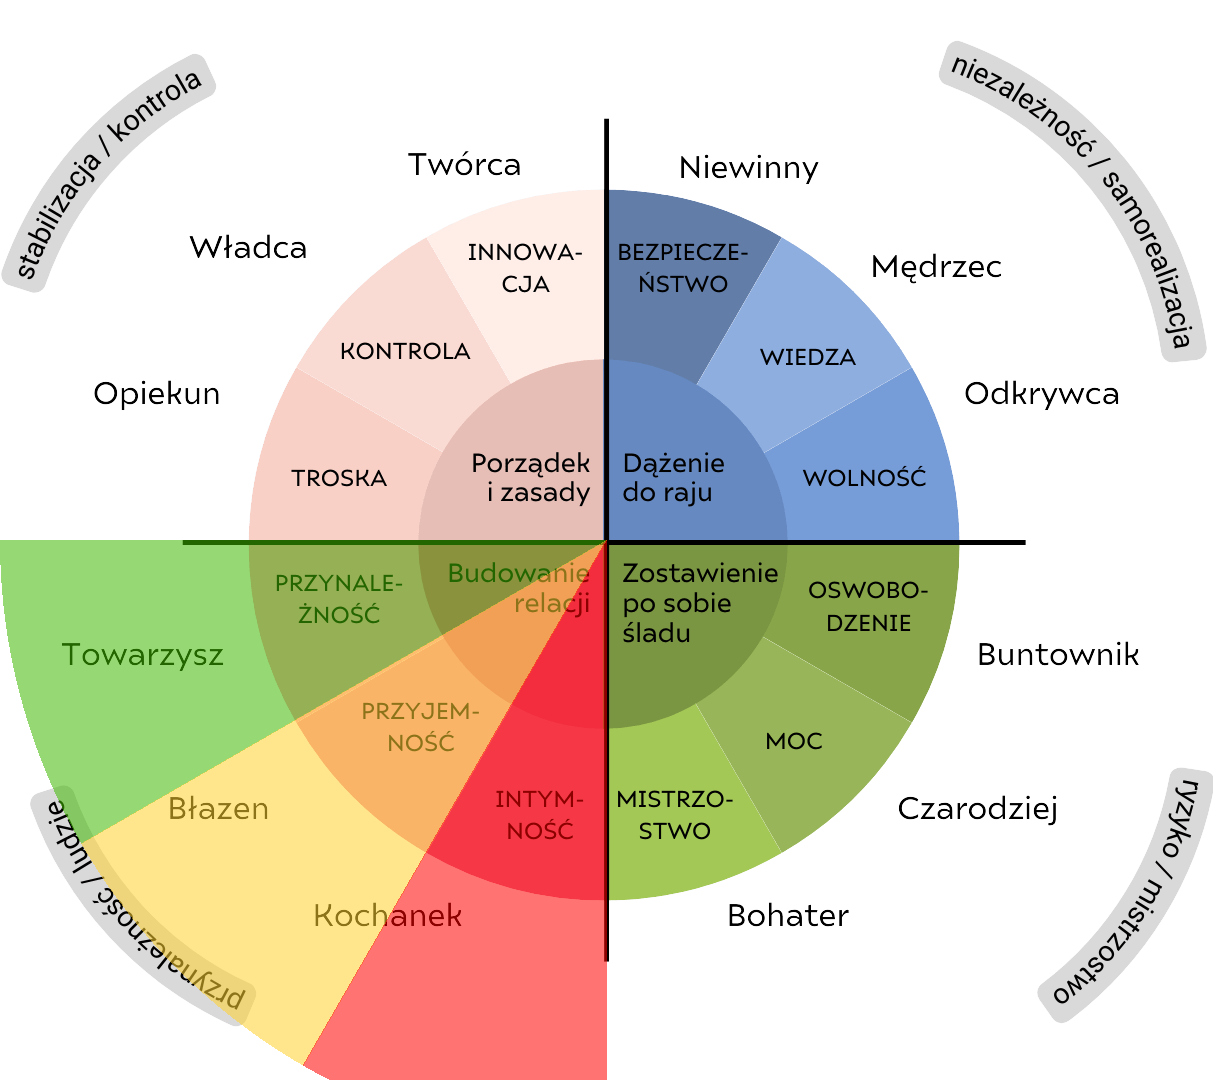 stabilizacja / kontrola
niezależność / samorealizacja
Twórca
Niewinny
Władca
INNOWA-
CJA
BEZPIECZE-
ŃSTWO
Mędrzec
KONTROLA
WIEDZA
Opiekun
Odkrywca
TROSKA
Porządek
i zasady
Dążenie
do raju
WOLNOŚĆ
PRZYNALE-
ŻNOŚĆ
Budowanie
relacji
Zostawienie
po sobie
śladu
OSWOBO-
DZENIE
Towarzysz
Buntownik
PRZYJEM-
NOŚĆ
MOC
Błazen
INTYM-
NOŚĆ
MISTRZO-
STWO
Czarodziej
Kochanek
Bohater
przynależność / ludzie
ryzyko / mistrzostwo